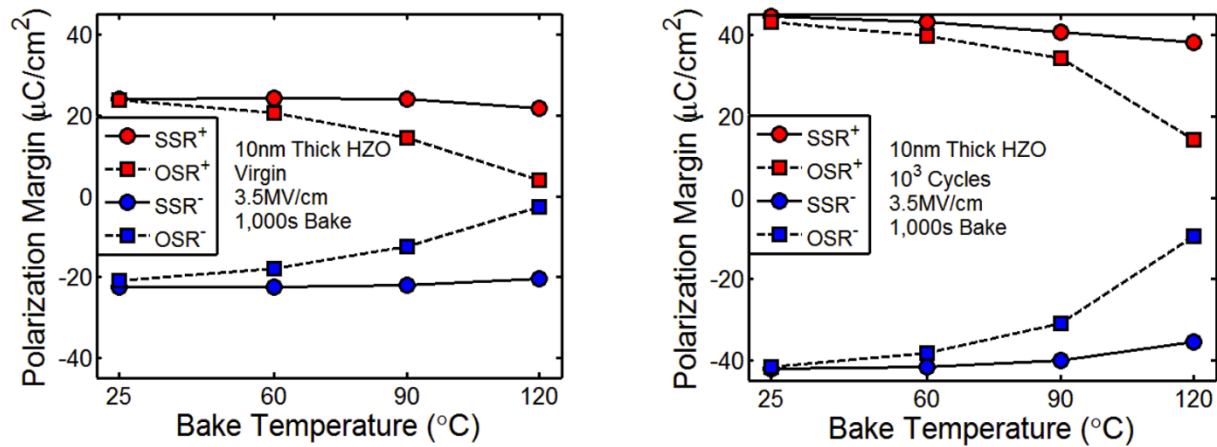 Polarization Margin (μC/cm²)
40
20
0
-20
-40
SSR⁺
OSR⁺
SSR⁻
OSR⁻
10nm Thick HZO
Virgin
3.5MV/cm
1,000s Bake
25 60 90 120
Bake Temperature (°C)
Polarization Margin (μC/cm²)
40
20
0
-20
-40
SSR⁺
OSR⁺
SSR⁻
OSR⁻
10nm Thick HZO
10³ Cycles
3.5MV/cm
1,000s Bake
25 60 90 120
Bake Temperature (°C)